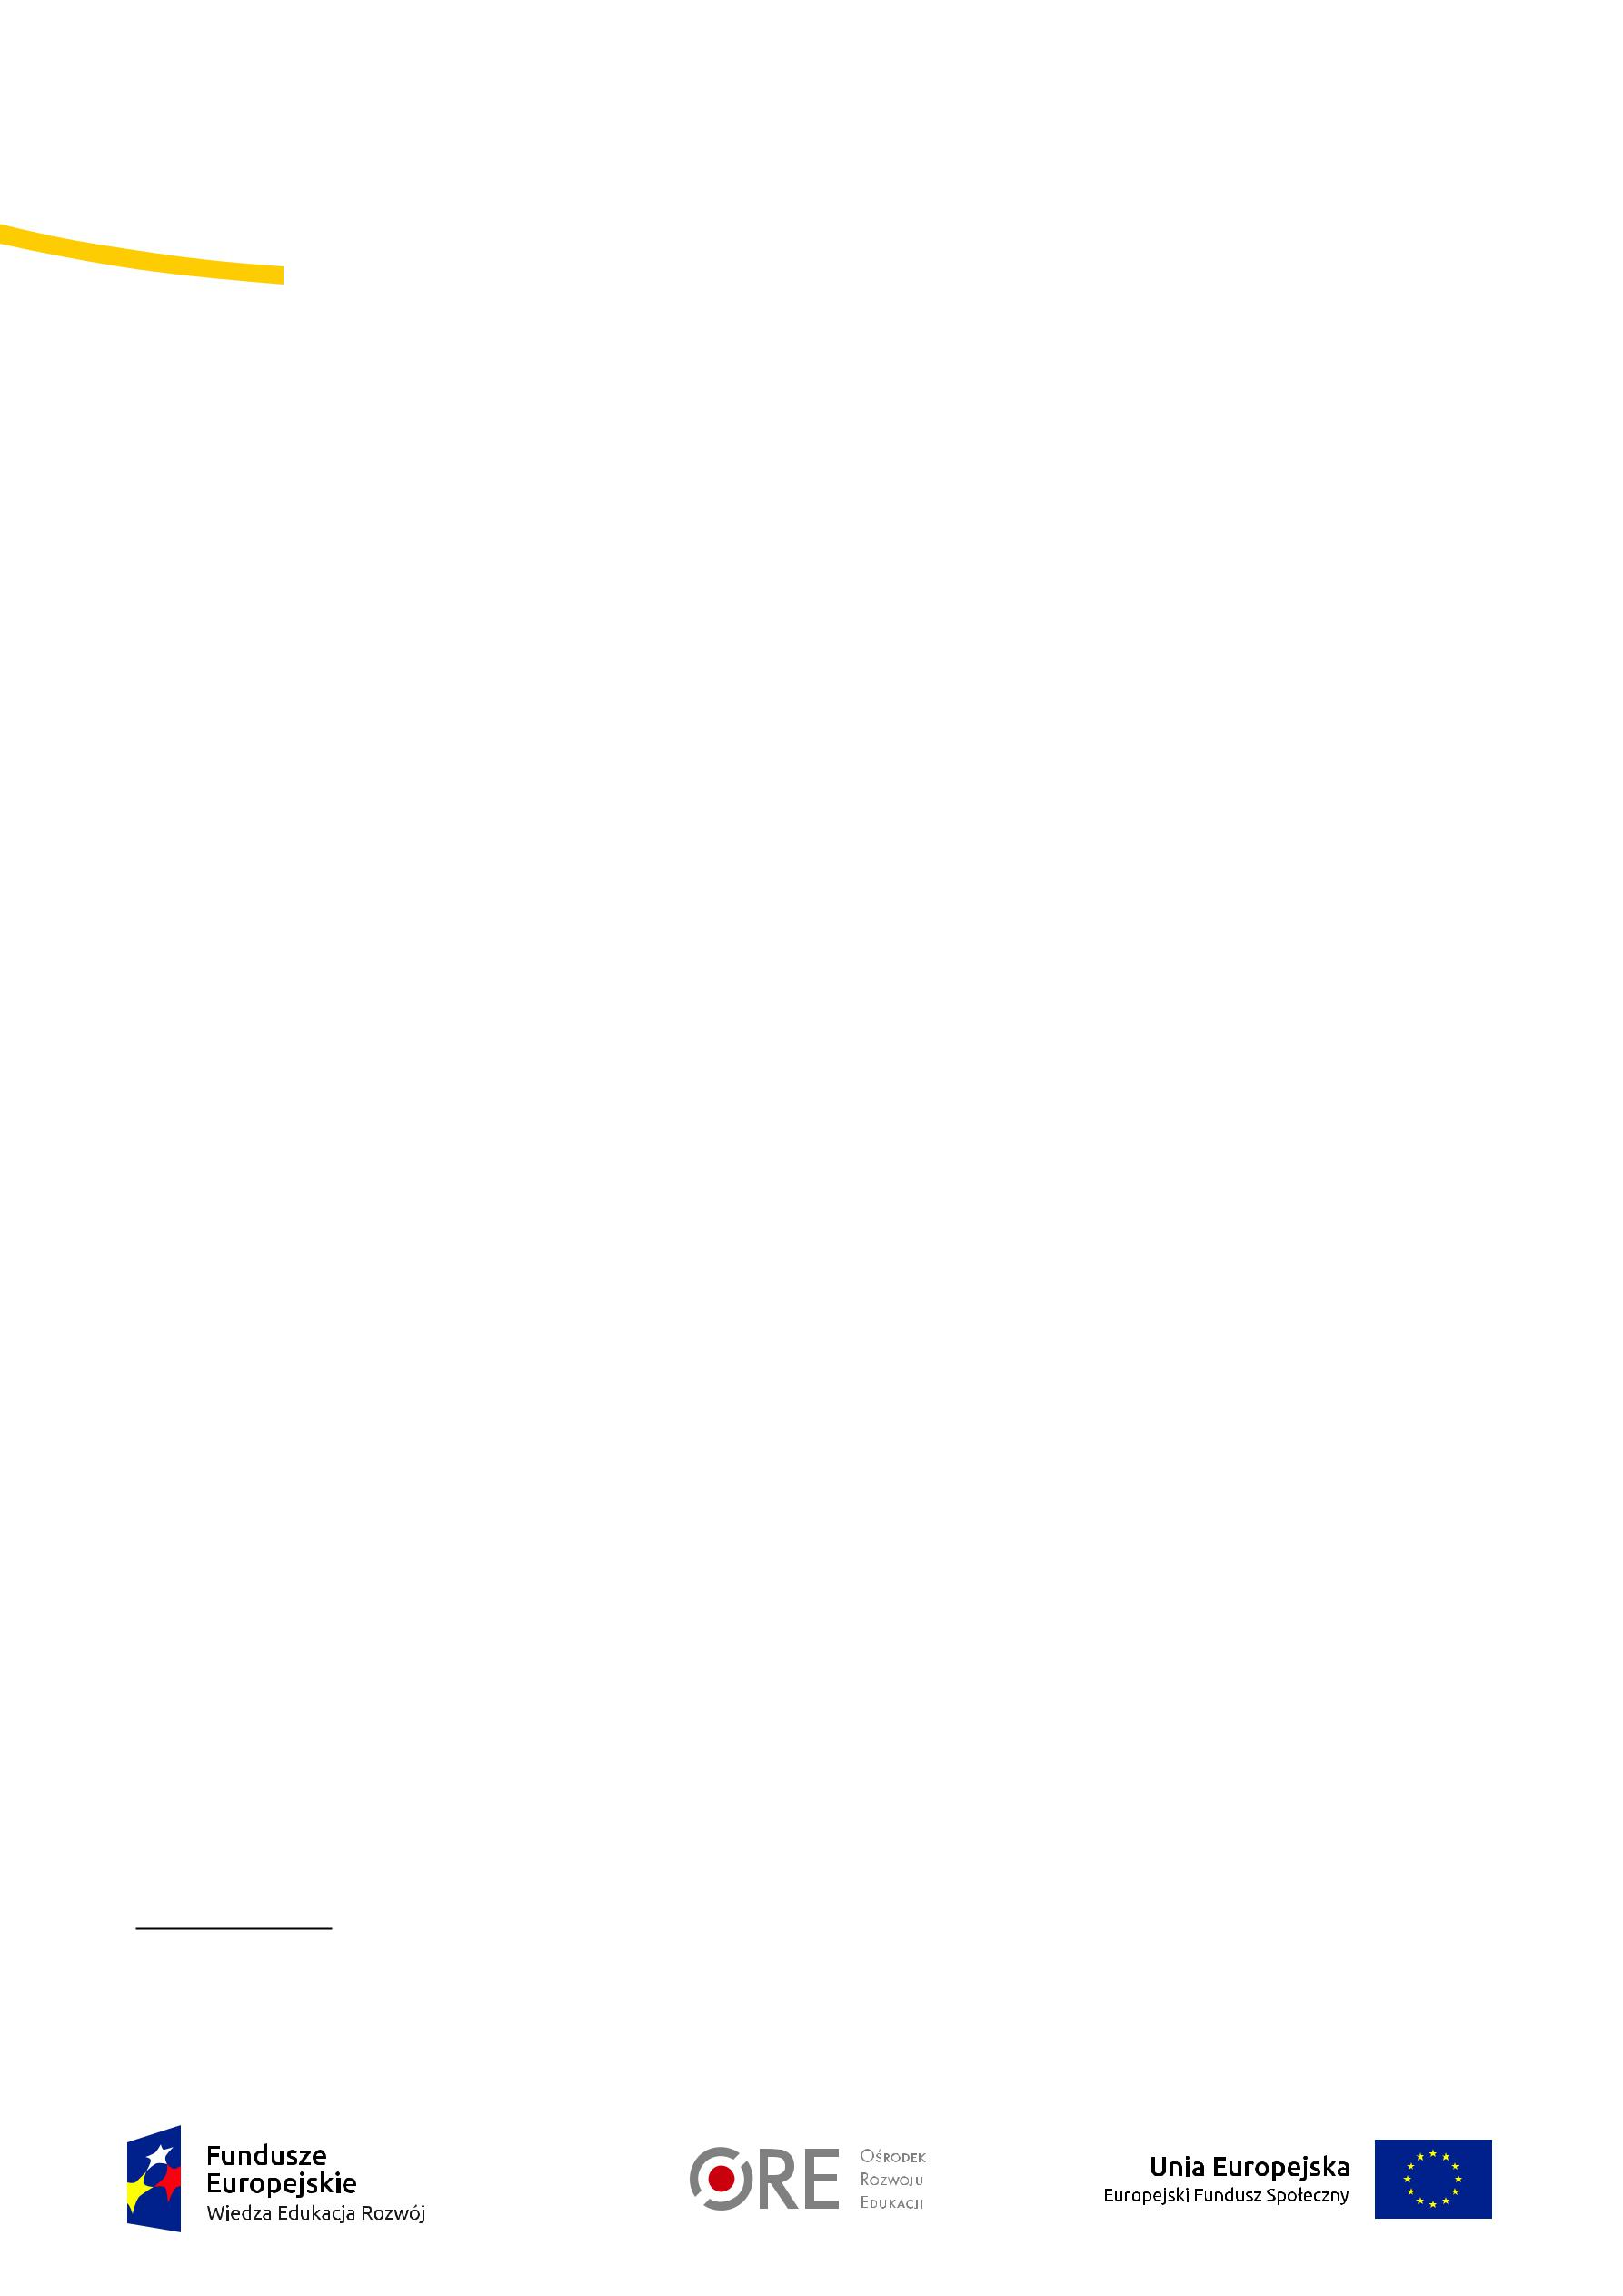 Fundusze
Europejskie
Wiedza Edukacja Rozwój
ORE
Ośrodek
Rozwoju
Edukacji
Unia Europejska
Europejski Fundusz Społeczny